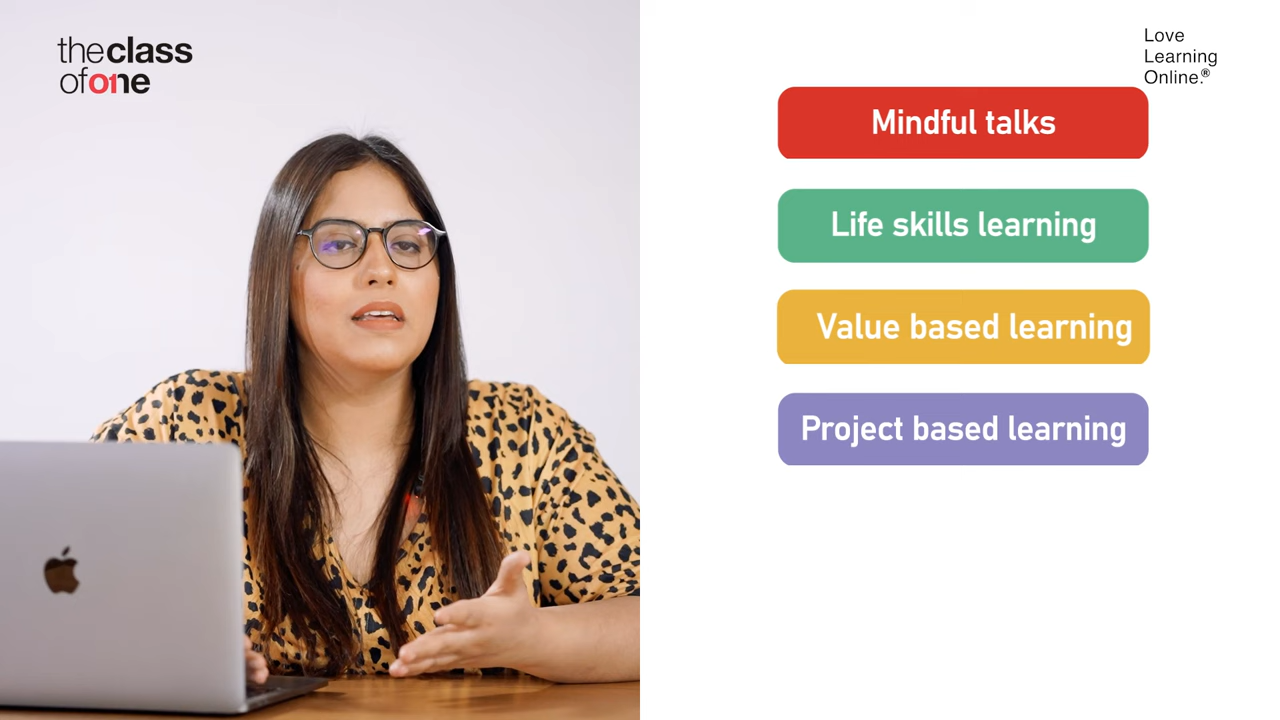 theclass
ofone
Love
Learning
Online.®
Mindful talks
Life skills learning
Value based learning
Project based learning